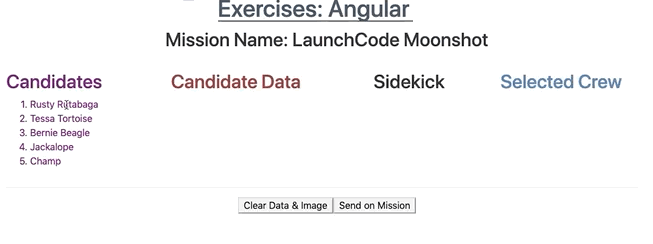 Exercises: Angular
Mission Name: LaunchCode Moonshot
Candidates Candidate Data Sidekick Selected Crew
1. Rusty Rutabaga
2. Tessa Tortoise
3. Bernie Beagle
4. Jackalope
5. Champ
Clear Data & Image Send on Mission